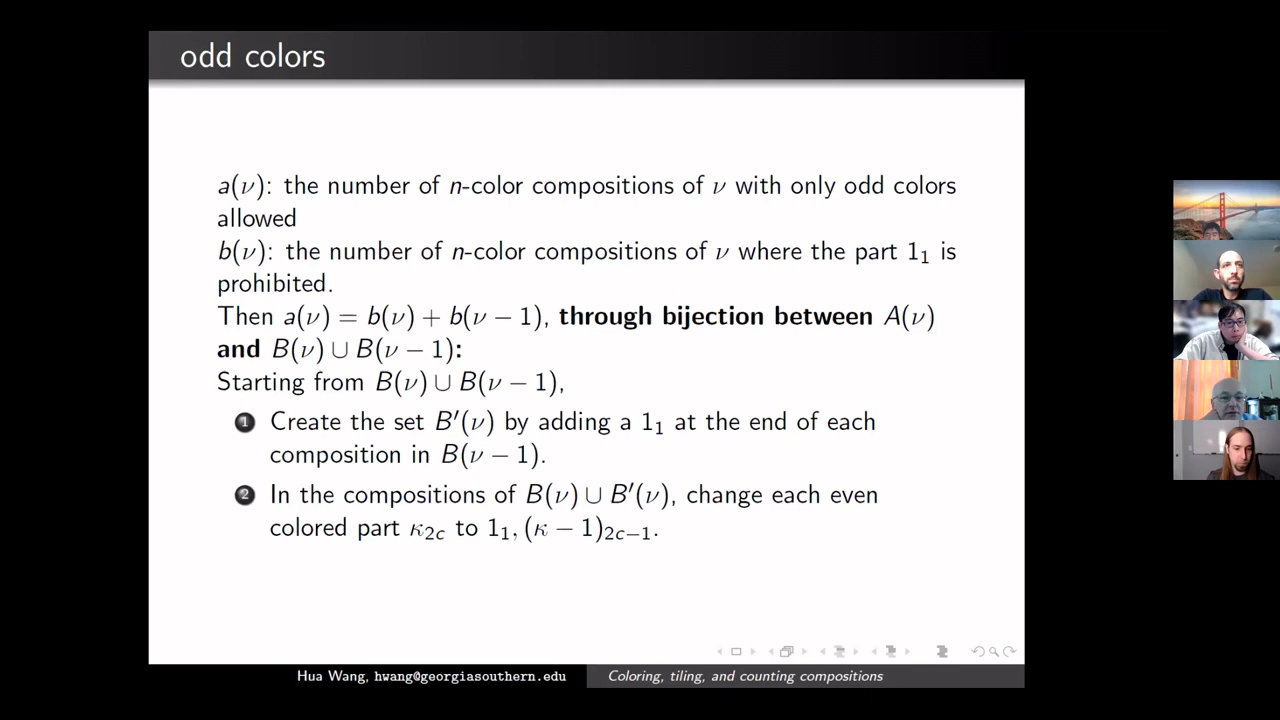 odd colors
a(ν): the number of n-color compositions of ν with only odd colors
allowed
b(ν): the number of n-color compositions of ν where the part 1₁ is
prohibited.
Then a(ν) = b(ν) + b(ν − 1), through bijection between A(ν)
and B(ν) ∪ B(ν − 1):
Starting from B(ν) ∪ B(ν − 1),
1 Create the set B′(ν) by adding a 1₁ at the end of each
composition in B(ν − 1).
2 In the compositions of B(ν) ∪ B′(ν), change each even
colored part κ₂c to 1₁, (κ − 1)₂c₋₁.
Hua Wang, hwang@georgiasouthern.edu
Coloring, tiling, and counting compositions